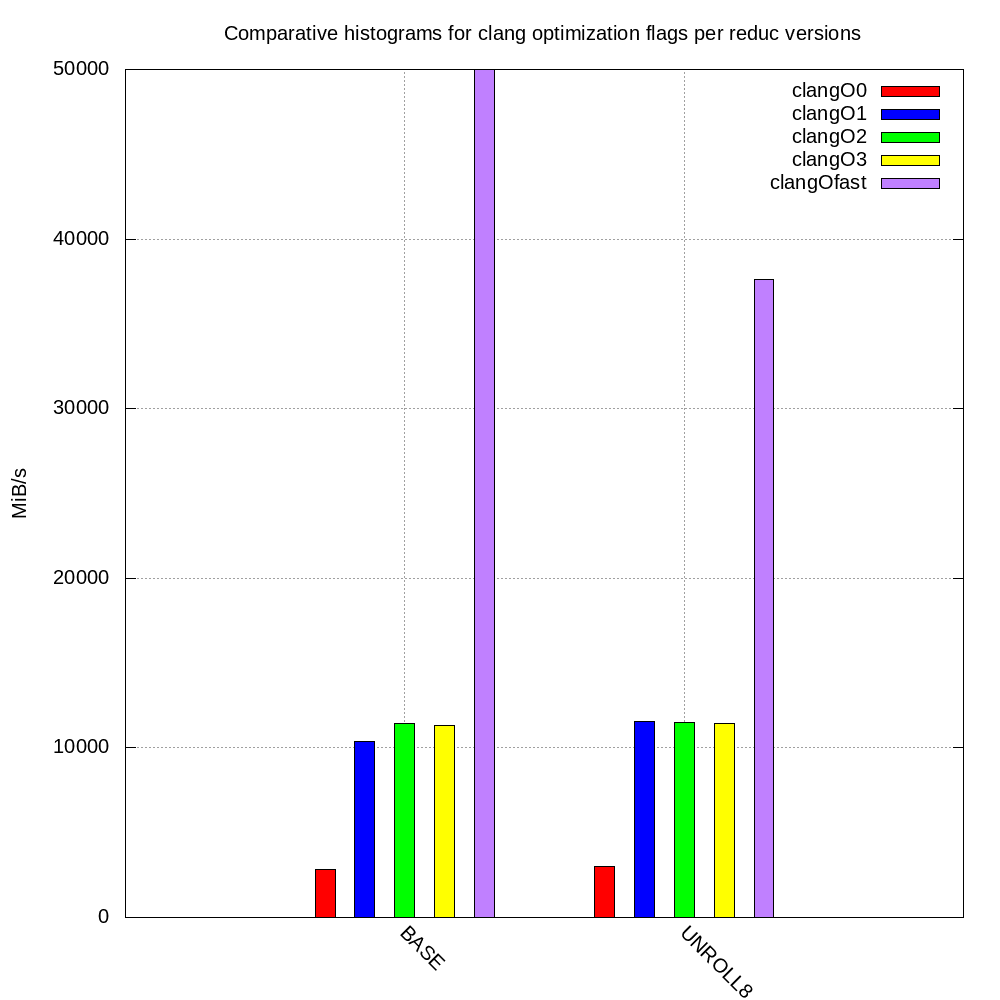 Comparative histograms for clang optimization flags per reduc versions
50000
40000
30000
20000
10000
0
MiB/s
clangO0
clangO1
clangO2
clangO3
clangOfast
BASE
UNROLL8